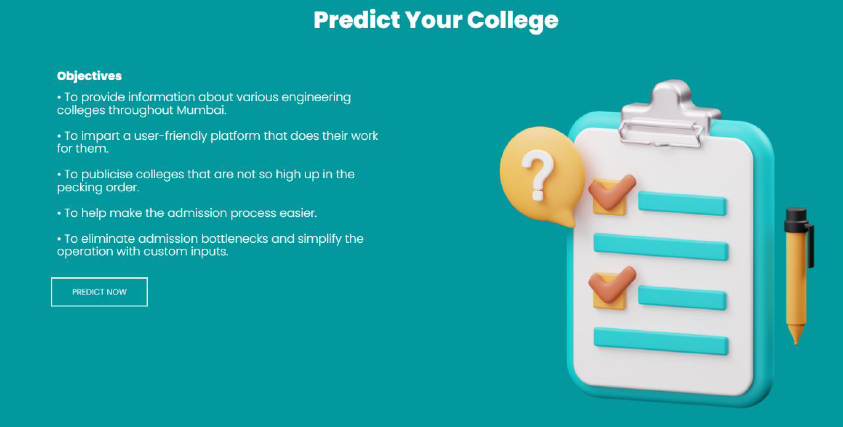 Predict Your College
Objectives
• To provide information about various engineering
colleges throughout Mumbai.
• To impart a user-friendly platform that does their work
for them.
• To publicise colleges that are not so high up in the
pecking order.
• To help make the admission process easier.
• To eliminate admission bottlenecks and simplify the
operation with custom inputs.
PREDICT NOW
?